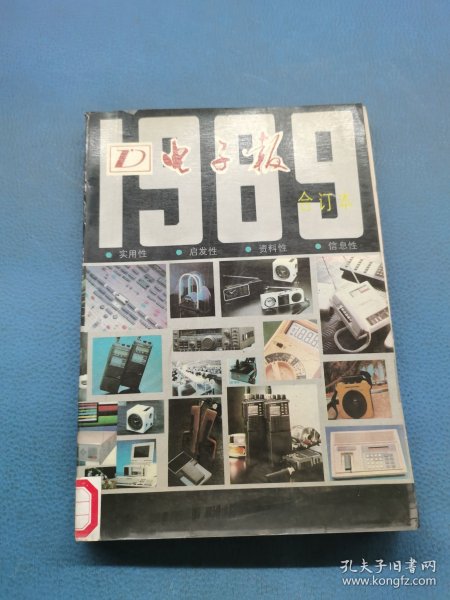 1989
D 电子报
合订本
• 实用性 • 启发性 • 资料性 • 信息性
孔夫子旧书网
www.kongfz.com